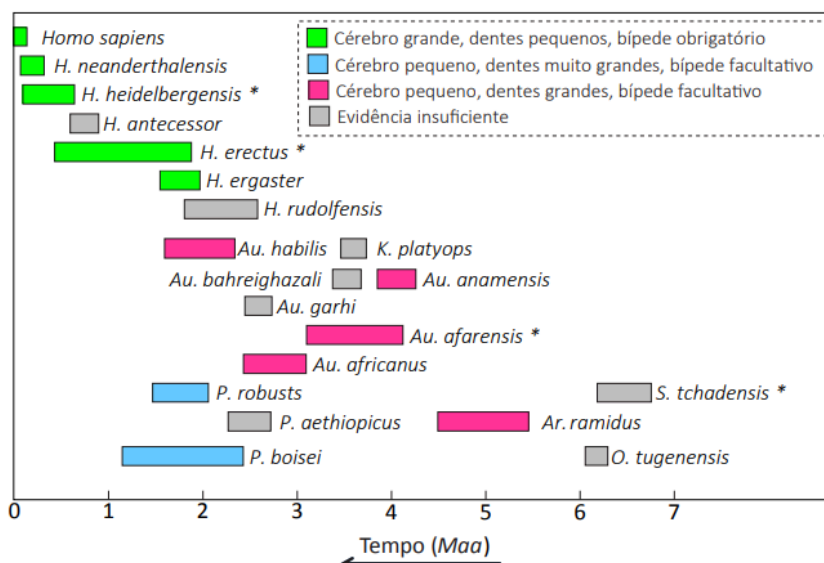 Homo sapiens
H. neanderthalensis
H. heidelbergensis *
H. antecessor
H. erectus *
H. ergaster
H. rudolfensis
Au. habilis
K. platyops
Au. bahreighazali
Au. anamensis
Au. garhi
Au. afarensis *
Au. africanus
P. robusts
S. tchadensis *
P. aethiopicus
Ar. ramidus
P. boisei
O. tugenensis
Cérebro grande, dentes pequenos, bípede obrigatório
Cérebro pequeno, dentes muito grandes, bípede facultativo
Cérebro pequeno, dentes grandes, bípede facultativo
Evidência insuficiente
0 1 2 3 4 5 6 7
Tempo (Maa)